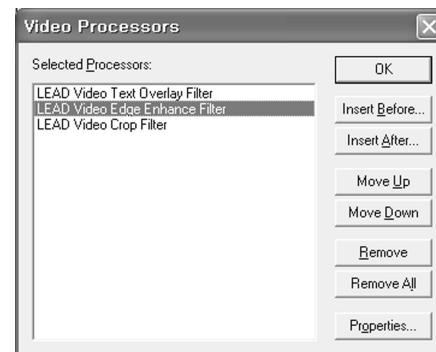 Video Processors
Selected Processors:
LEAD Video Text Overlay Filter
LEAD Video Edge Enhance Filter
LEAD Video Crop Filter
OK
Insert Before...
Insert After...
Move Up
Move Down
Remove
Remove All
Properties...